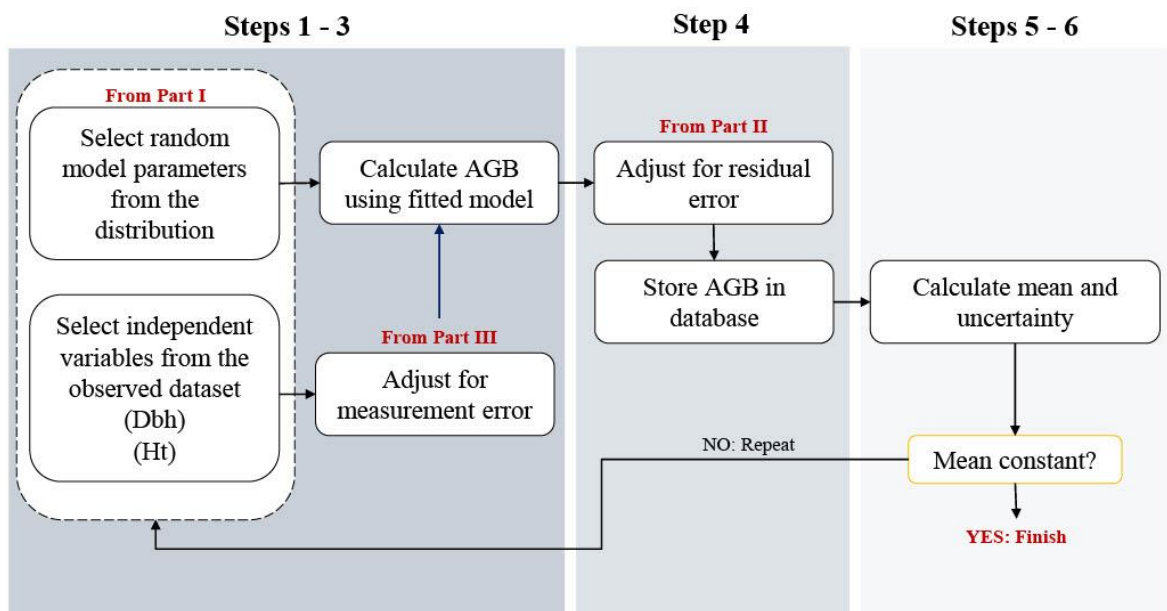 Steps 1 - 3
Step 4
Steps 5 - 6
From Part I
Select random
model parameters
from the
distribution
Calculate AGB
using fitted model
From Part II
Adjust for residual
error
Select independent
variables from the
observed dataset
(Dbh)
(Ht)
From Part III
Adjust for
measurement error
Store AGB in
database
Calculate mean and
uncertainty
NO: Repeat
Mean constant?
YES: Finish